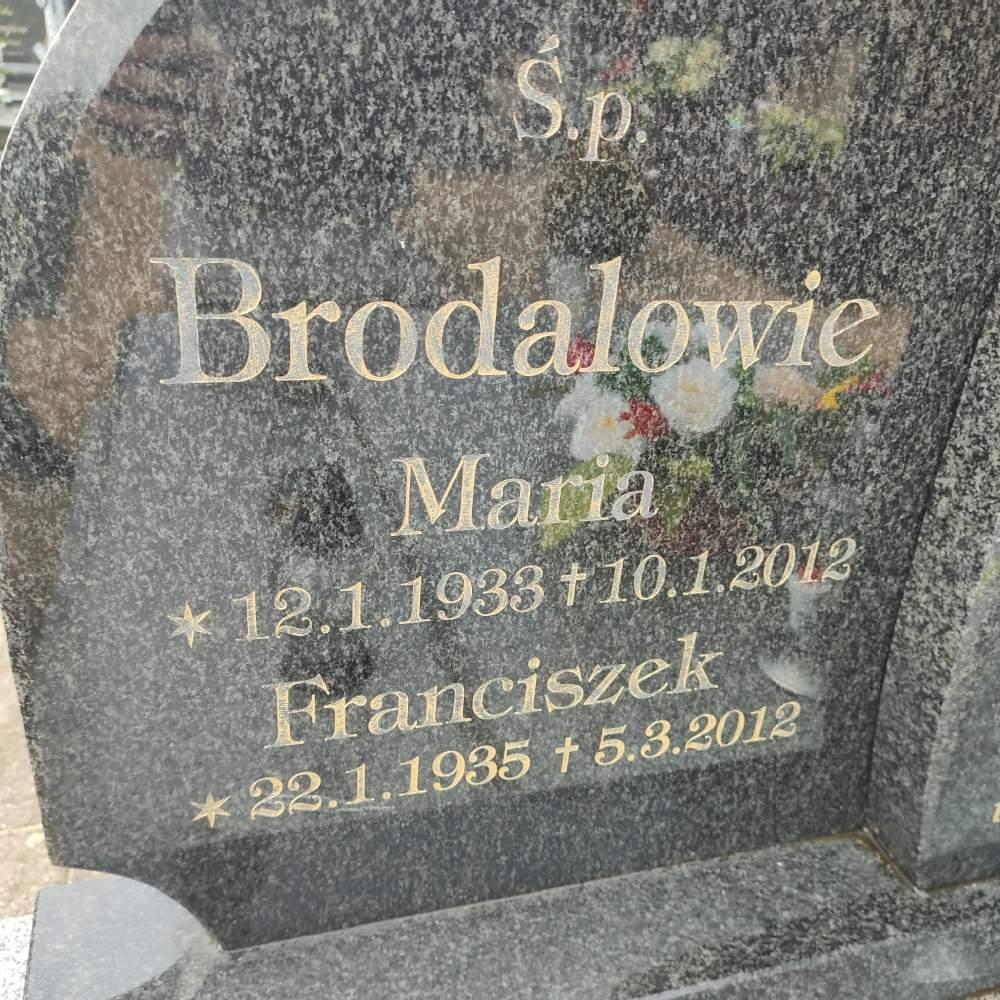 Ś.p.
Brodalowie
Maria
* 12.1.1933 † 10.1.2012
Franciszek
* 22.1.1935 † 5.3.2012